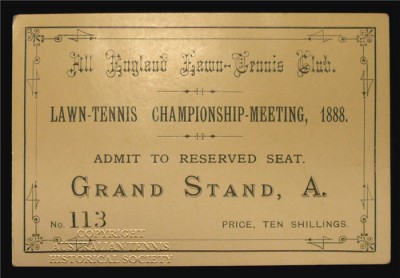 All England Lawn-Tennis Club.
LAWN-TENNIS CHAMPIONSHIP-MEETING, 1888.
ADMIT TO RESERVED SEAT.
GRAND STAND, A.
No. 113
PRICE, TEN SHILLINGS.
COPYRIGHT
AUSTRALIAN TENNIS
HISTORICAL SOCIETY